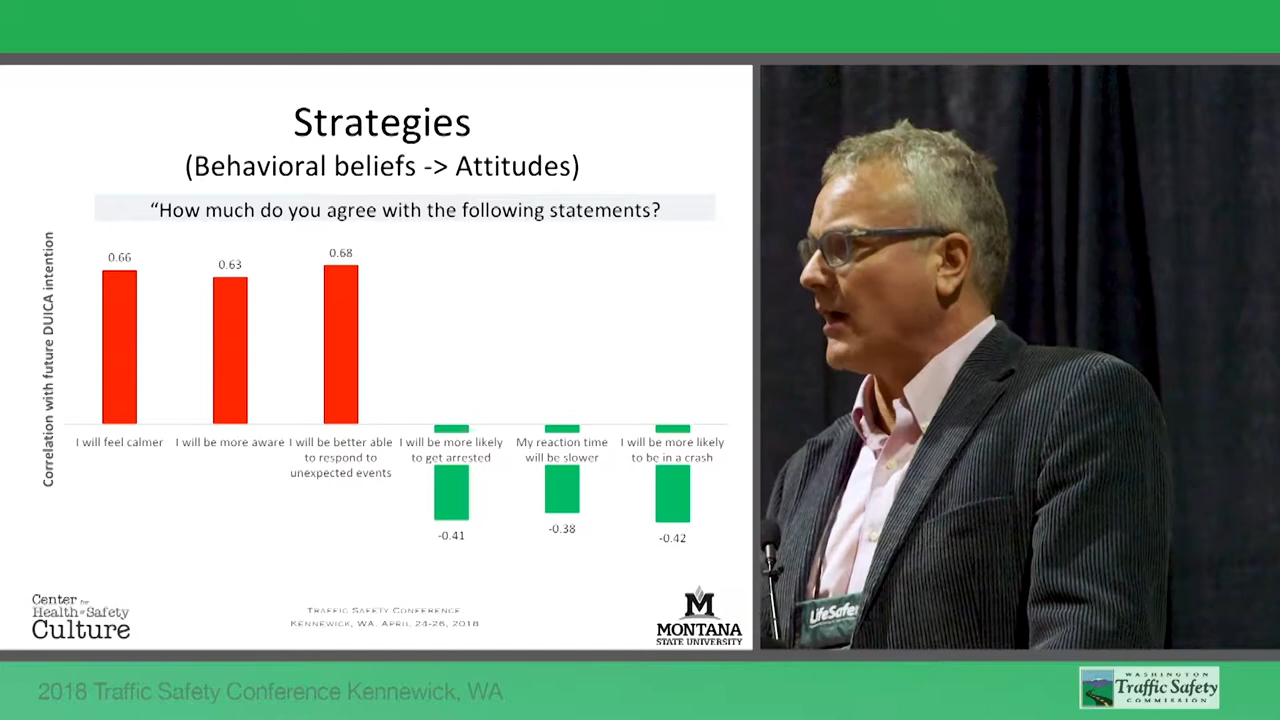 Strategies
(Behavioral beliefs -> Attitudes)
“How much do you agree with the following statements?
Correlation with future DUICA intention
0.66
0.63
0.68
I will feel calmer
I will be more aware
I will be better able
to respond to
unexpected events
I will be more likely
to get arrested
My reaction time
will be slower
I will be more likely
to be in a crash
-0.41
-0.38
-0.42
Center for
Health & Safety
Culture
TRAFFIC SAFETY CONFERENCE
KENNEWICK, WA. APRIL 24-26, 2018
M
MONTANA
STATE UNIVERSITY
LifeSafer
2018 Traffic Safety Conference Kennewick, WA
WASHINGTON
Traffic Safety
COMMISSION